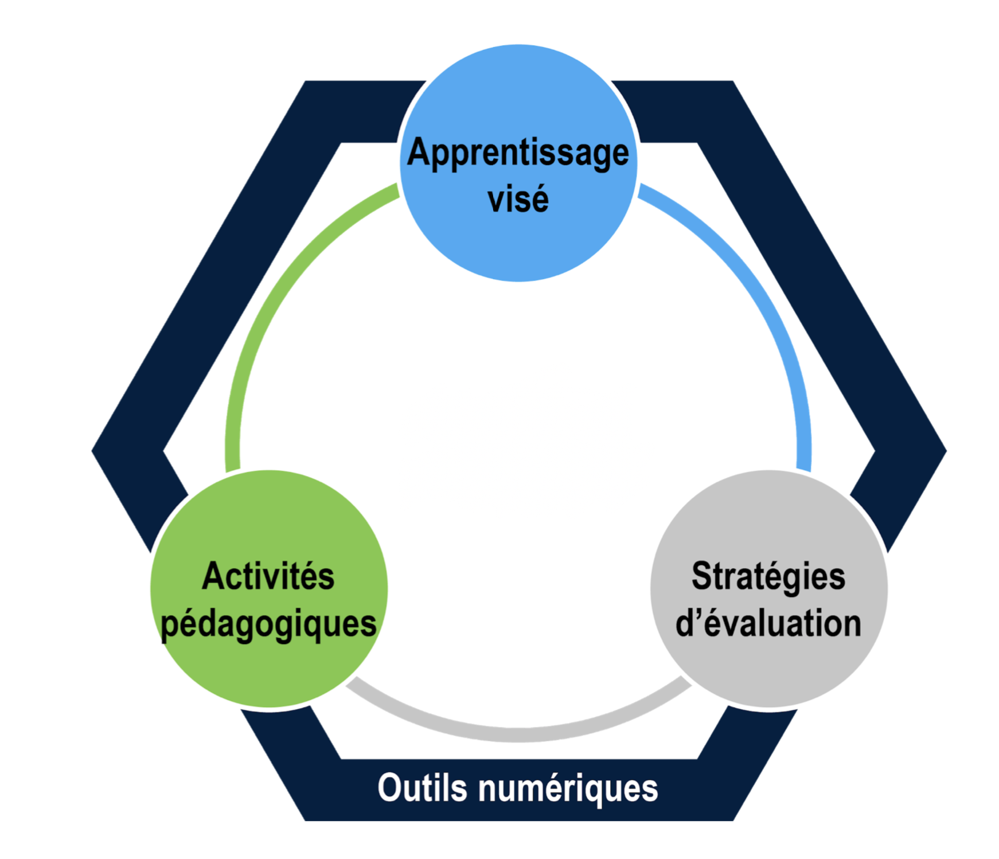 Apprentissage
visé
Activités
pédagogiques
Stratégies
d’évaluation
Outils numériques